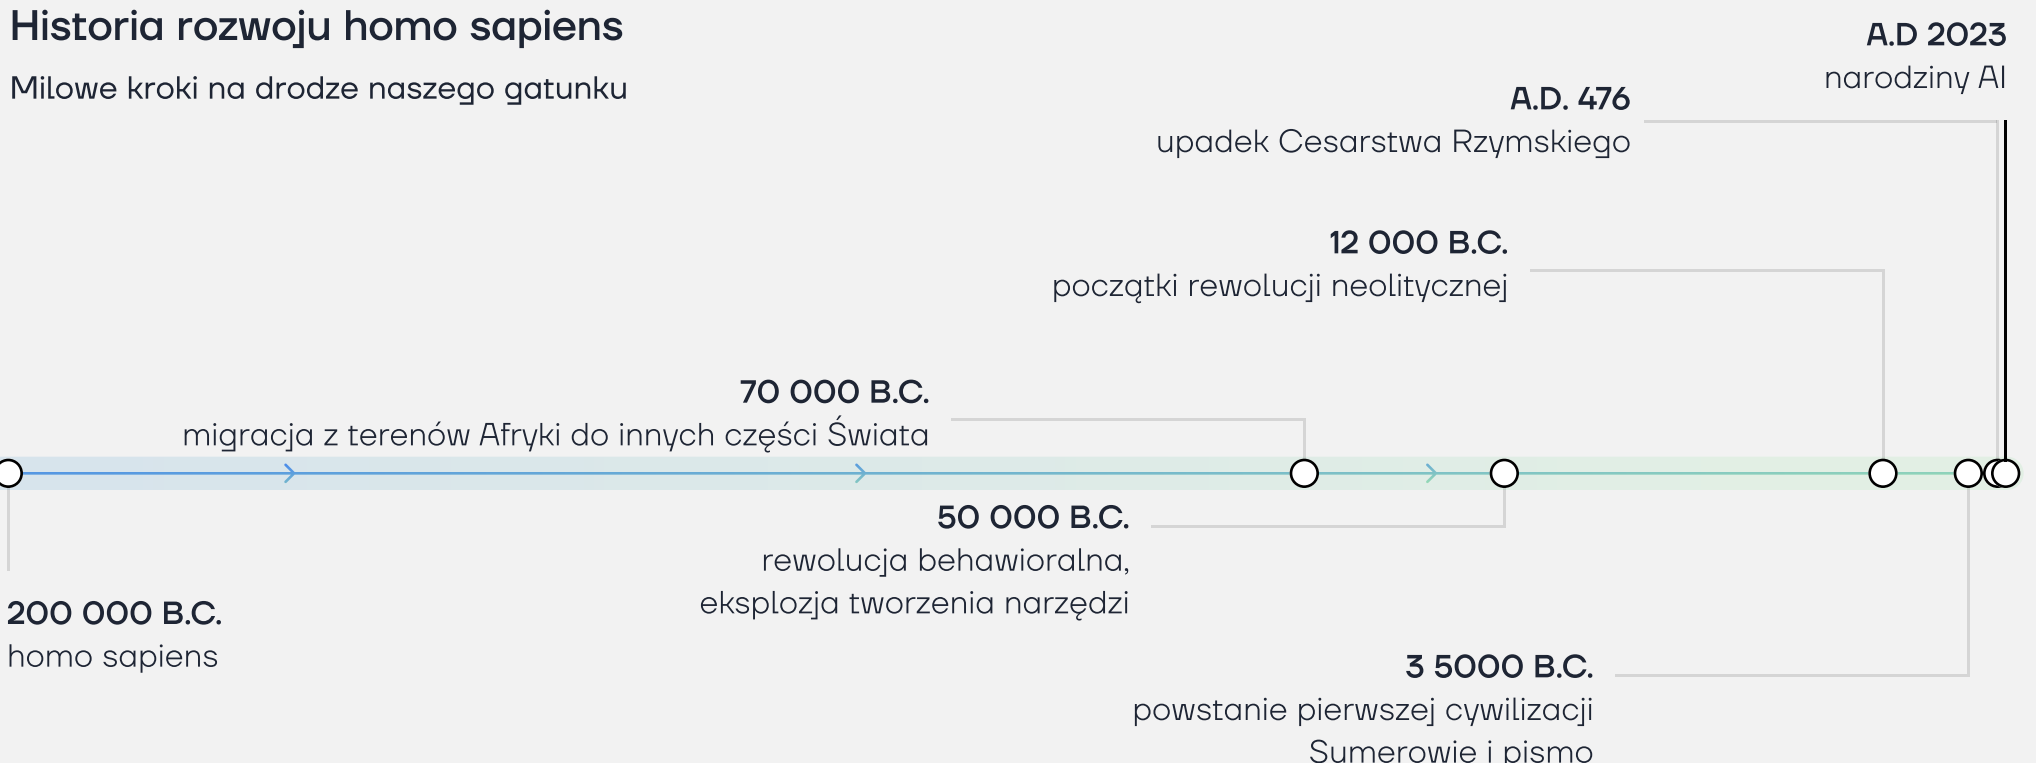 Historia rozwoju homo sapiens
Milowe kroki na drodze naszego gatunku
A.D 2023
narodziny AI
A.D. 476
upadek Cesarstwa Rzymskiego
12 000 B.C.
początki rewolucji neolitycznej
70 000 B.C.
migracja z terenów Afryki do innych części Świata
50 000 B.C.
rewolucja behawioralna,
eksplozja tworzenia narzędzi
200 000 B.C.
homo sapiens
3 5000 B.C.
powstanie pierwszej cywilizacji
Sumerowie i pismo